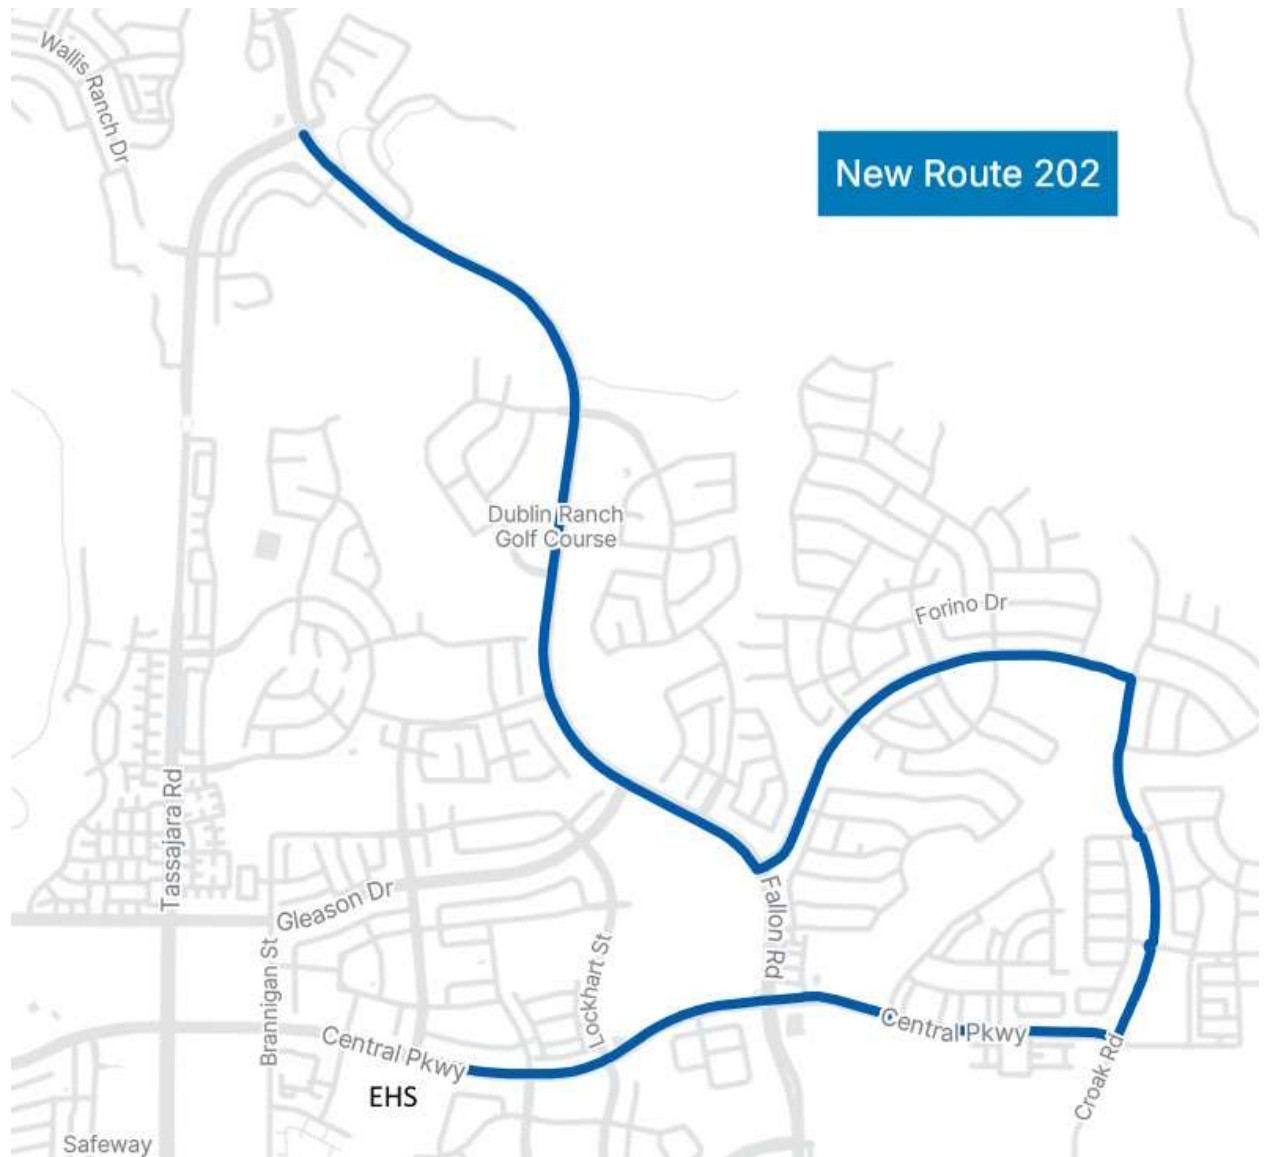 Wallis Ranch Dr
New Route 202
Dublin Ranch
Golf Course
Forino Dr
Tassajara Rd
Gleason Dr
Fallon Rd
Brannigan St
Lockhart St
Central Pkwy
Central Pkwy
Croak Rd
EHS
Safeway